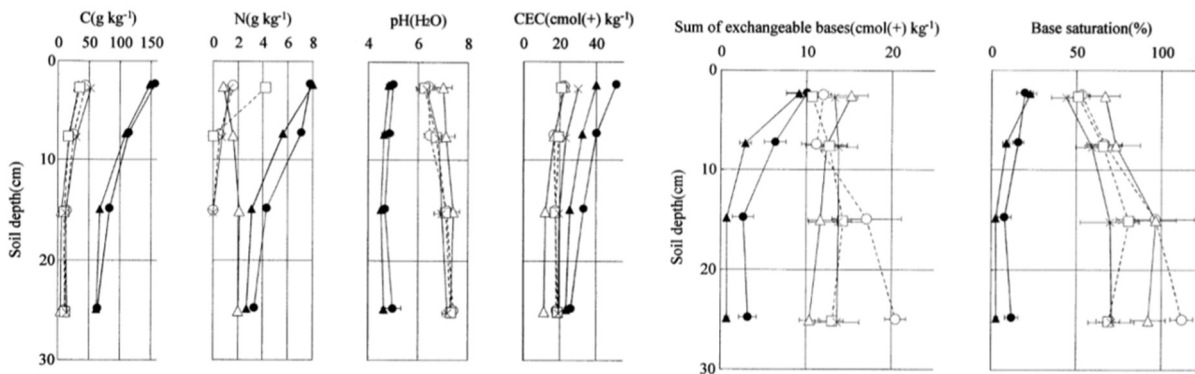 C(g kg⁻¹)
0 50 100 150
N(g kg⁻¹)
0 2 4 6 8
pH(H₂O)
4 6 8
CEC(cmol(+) kg⁻¹)
0 20 40
Sum of exchangeable bases(cmol(+) kg⁻¹)
0 10 20
Base saturation(%)
0 50 100
Soil depth(cm)
0
10
20
30
Soil depth(cm)
0
10
20
30